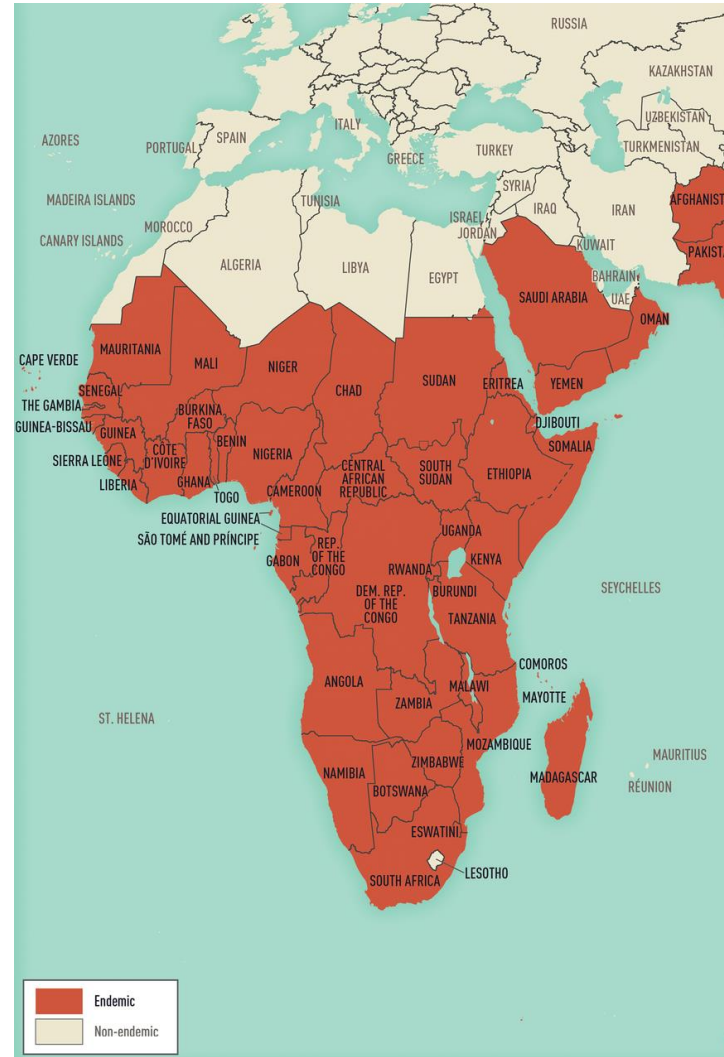 RUSSIA
KAZAKHSTAN
UZBEKISTAN
TURKMENISTAN
AZORES
PORTUGAL
SPAIN
ITALY
GREECE
TURKEY
MADEIRA ISLANDS
CANARY ISLANDS
MOROCCO
TUNISIA
ALGERIA
LIBYA
EGYPT
ISRAEL
JORDAN
SYRIA
IRAQ
IRAN
KUWAIT
BAHRAIN
UAE
AFGHANIST
PAKIST
SAUDI ARABIA
OMAN
YEMEN
CAPE VERDE
MAURITANIA
MALI
NIGER
CHAD
SUDAN
ERITREA
DJIBOUTI
SOMALIA
SENEGAL
THE GAMBIA
GUINEA-BISSAU
GUINEA
SIERRA LEONE
LIBERIA
BURKINA
FASO
CÔTE
D'IVOIRE
GHANA
TOGO
BENIN
NIGERIA
CAMEROON
CENTRAL
AFRICAN
REPUBLIC
SOUTH
SUDAN
ETHIOPIA
EQUATORIAL GUINEA
SÃO TOMÉ AND PRÍNCIPE
GABON
REP.
OF THE
CONGO
DEM. REP.
OF THE
CONGO
UGANDA
KENYA
RWANDA
BURUNDI
TANZANIA
SEYCHELLES
COMOROS
MAYOTTE
ANGOLA
ZAMBIA
MALAWI
MOZAMBIQUE
ST. HELENA
NAMIBIA
BOTSWANA
ZIMBABWE
MADAGASCAR
MAURITIUS
RÉUNION
ESWATINI
LESOTHO
SOUTH AFRICA
Endemic
Non-endemic